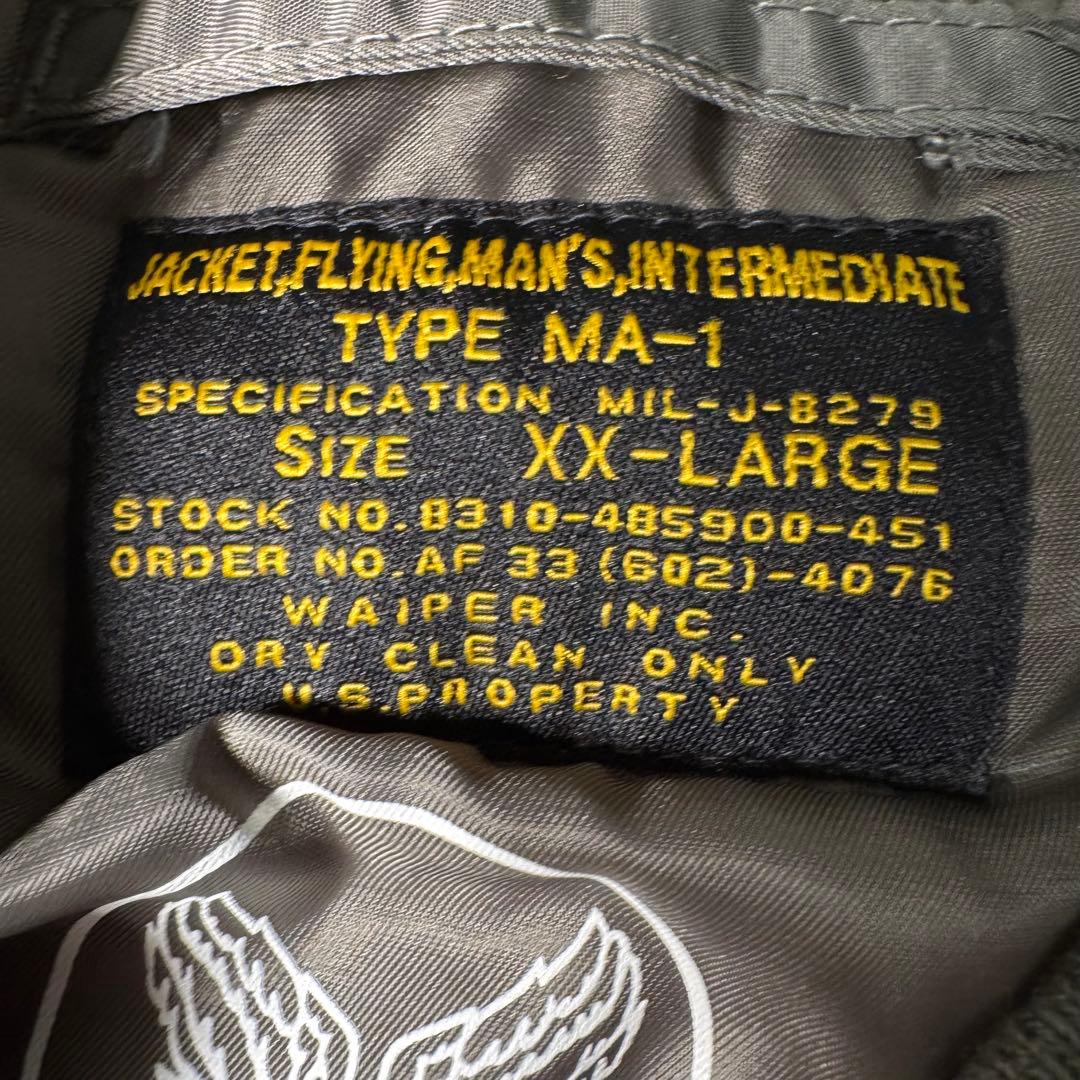 JACKET,FLYING,MAN'S,INTERMEDIATE
TYPE MA-1
SPECIFICATION MIL-J-8279
SIZE XX-LARGE
STOCK NO.8310-485900-451
ORDER NO.AF 33 (602)-4076
WAIPER INC.
DRY CLEAN ONLY
U.S.PROPERTY